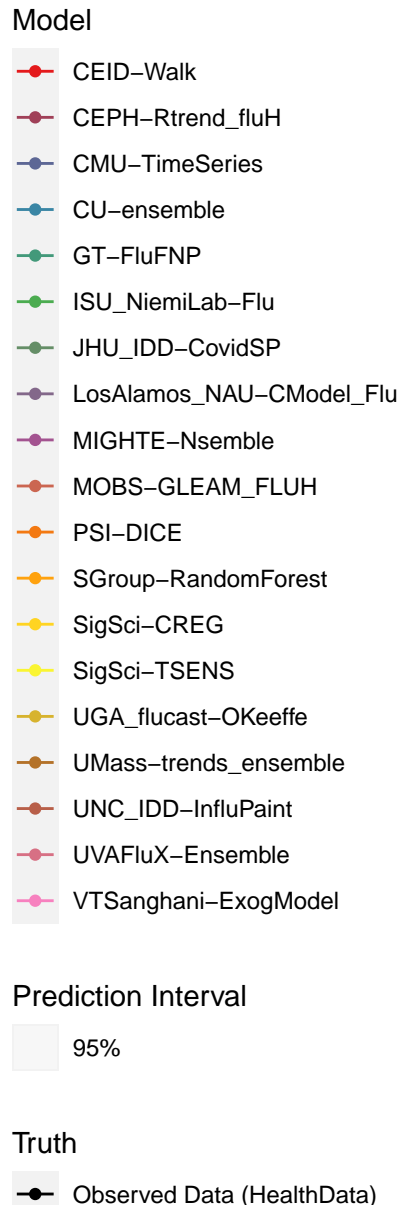 Model
CEID−Walk
CEPH−Rtrend_fluH
CMU−TimeSeries
CU−ensemble
GT−FluFNP
ISU_NiemiLab−Flu
JHU_IDD−CovidSP
LosAlamos_NAU−CModel_Flu
MIGHTE−Nsemble
MOBS−GLEAM_FLUH
PSI−DICE
SGroup−RandomForest
SigSci−CREG
SigSci−TSENS
UGA_flucast−OKeeffe
UMass−trends_ensemble
UNC_IDD−InfluPaint
UVAFluX−Ensemble
VTSanghani−ExogModel
Prediction Interval
95%
Truth
Observed Data (HealthData)